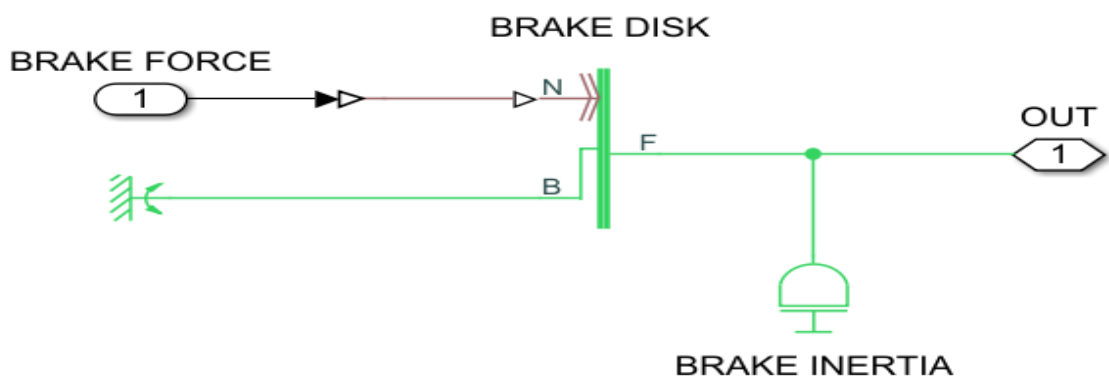 BRAKE DISK
BRAKE FORCE
1
N
OUT
F
1
B
BRAKE INERTIA